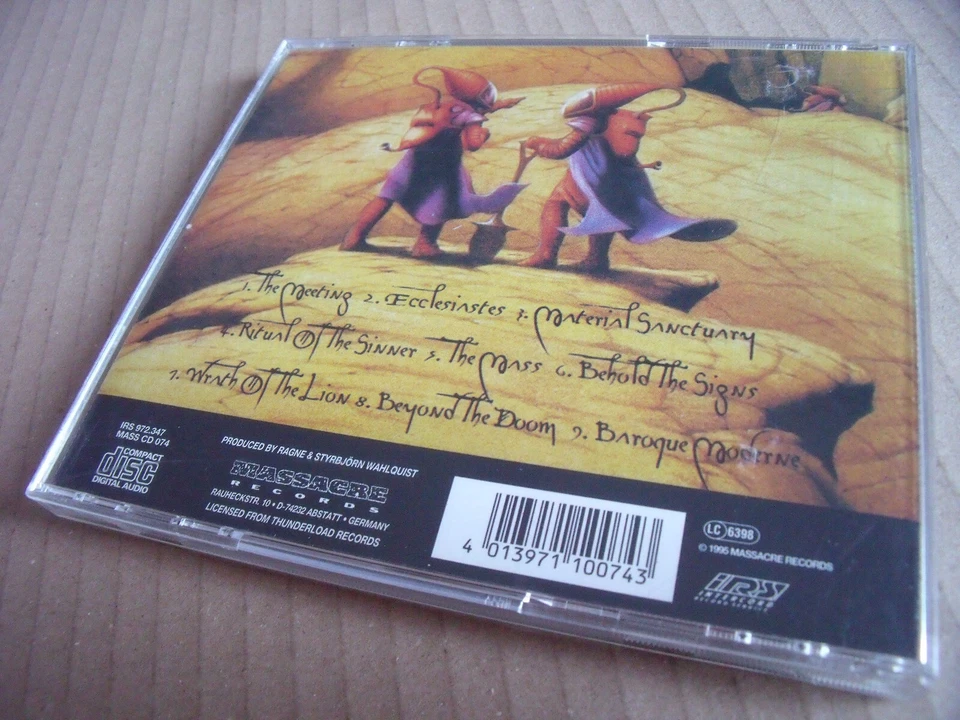 1. The Meeting 2. Ecclesiastes 3. Material Sanctuary
4. Ritual Of The Sinner 5. The Mass 6. Behold The Signs
7. Wrath Of The Lion 8. Beyond The Doom 9. Baroque Moderne
IRS 972.347
MASS CD 074
COMPACT
disc
DIGITAL AUDIO
PRODUCED BY RAGNE & STYRBJÖRN WAHLQUIST
MASSACRE
RECORDS
RAUHECKSTR. 10 • D-74232 ABSTATT • GERMANY
LICENSED FROM THUNDERLOAD RECORDS
4 013971 100743
LC 6398
© 1995 MASSACRE RECORDS
IRS
INTERCORD
RECORD SERVICE